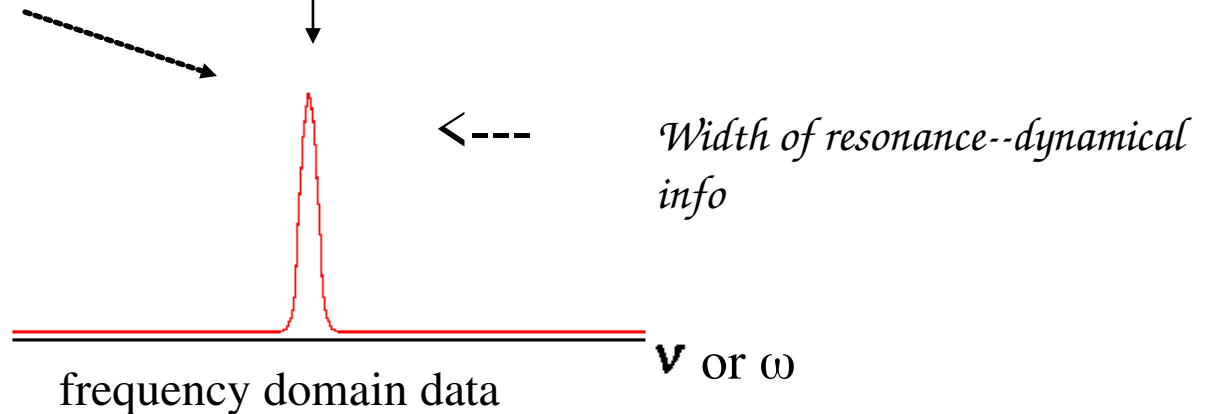 <---
Width of resonance--dynamical
info
ν or ω
frequency domain data